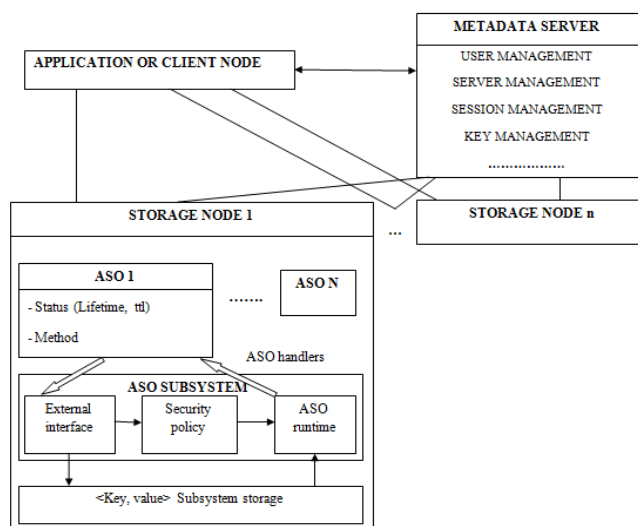 METADATA SERVER
USER MANAGEMENT
SERVER MANAGEMENT
SESSION MANAGEMENT
KEY MANAGEMENT
………………
APPLICATION OR CLIENT NODE
STORAGE NODE 1
...
STORAGE NODE n
ASO 1
- Status (Lifetime, ttl)
- Method
…….
ASO N
ASO handlers
ASO SUBSYSTEM
External
interface
Security
policy
ASO
runtime
<Key, value> Subsystem storage